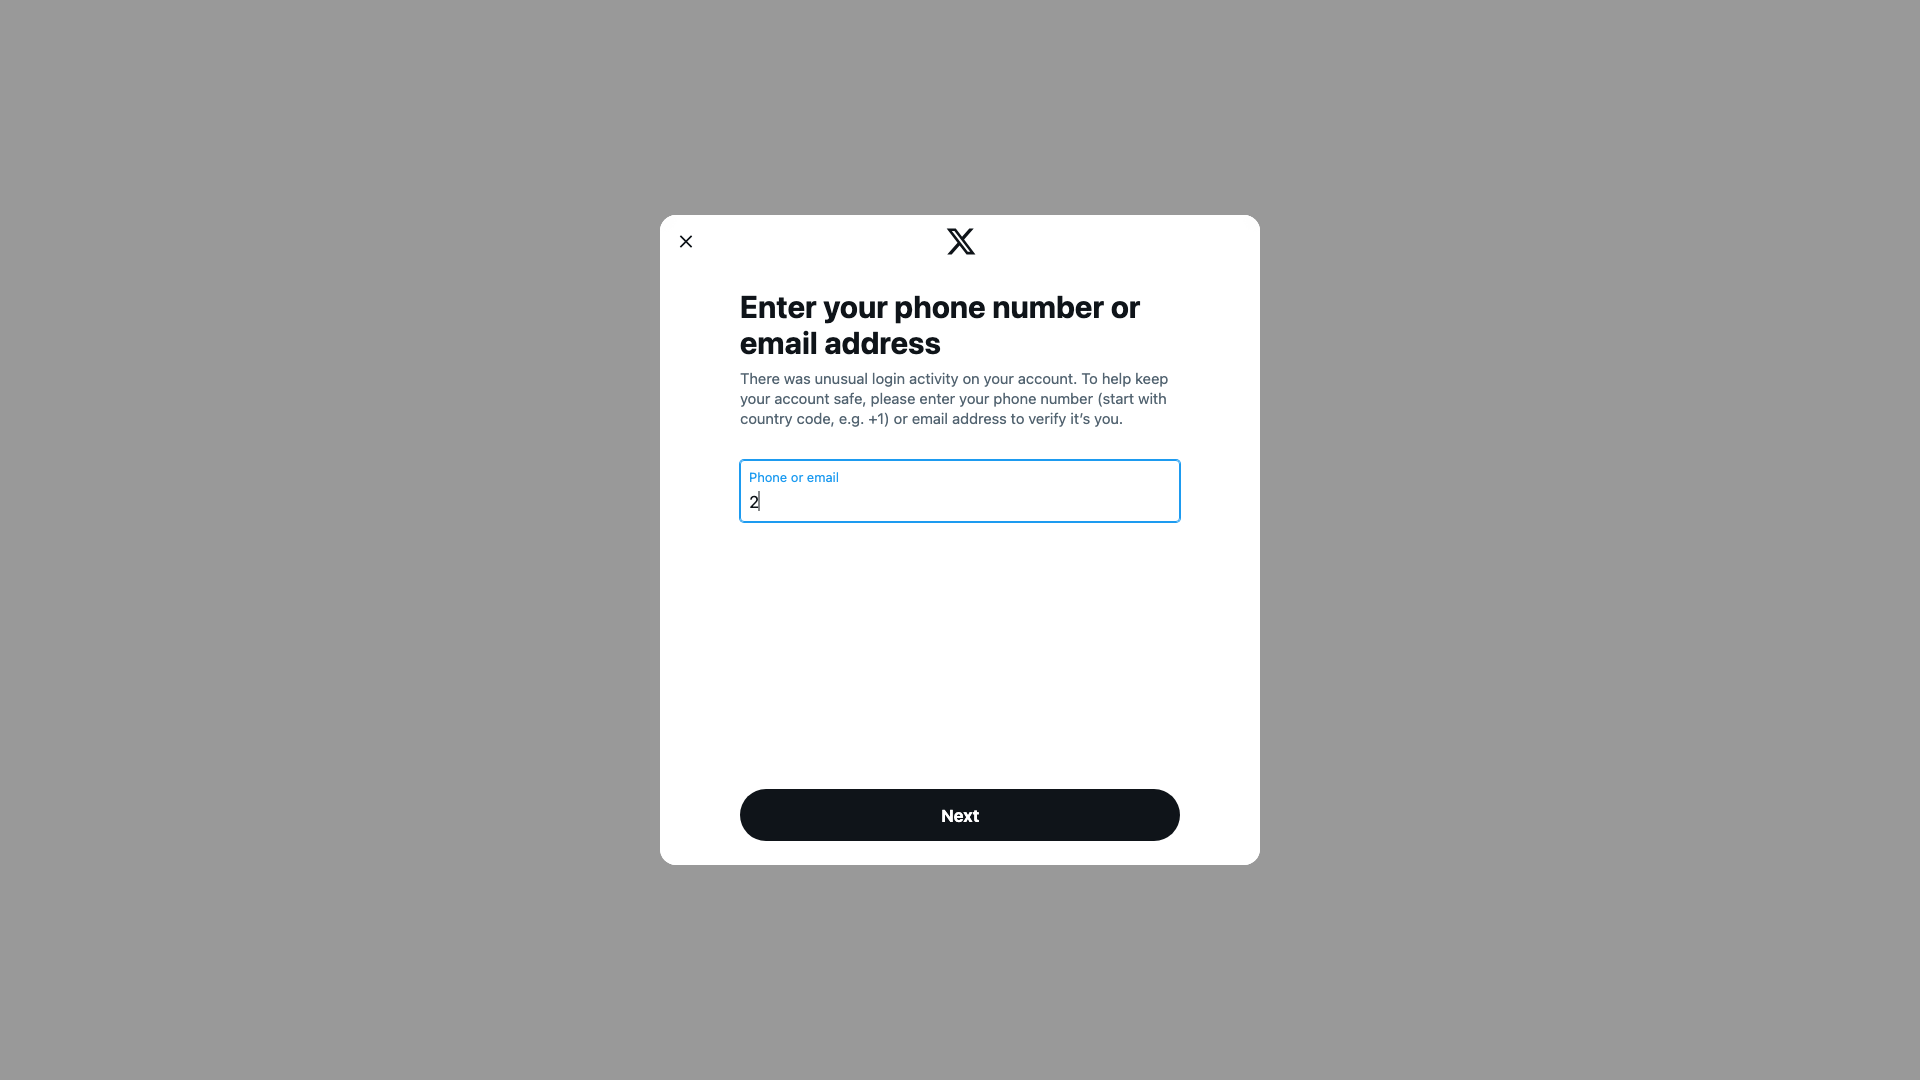 Enter your phone number or
email address
There was unusual login activity on your account. To help keep
your account safe, please enter your phone number (start with
country code, e.g. +1) or email address to verify it’s you.
Phone or email
2
Next